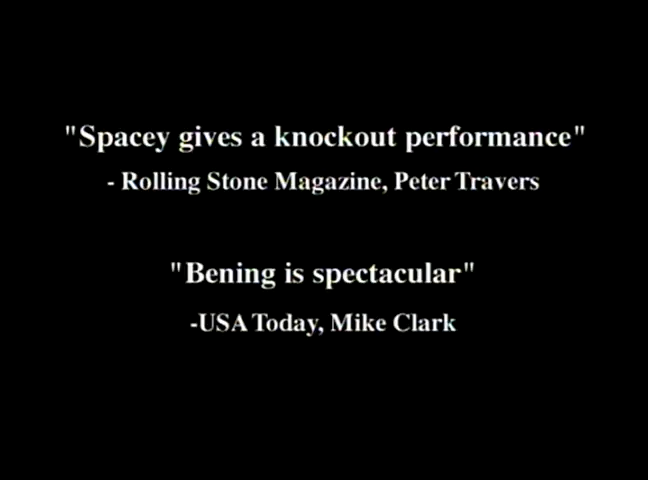 "Spacey gives a knockout performance"
- Rolling Stone Magazine, Peter Travers
"Bening is spectacular"
-USA Today, Mike Clark